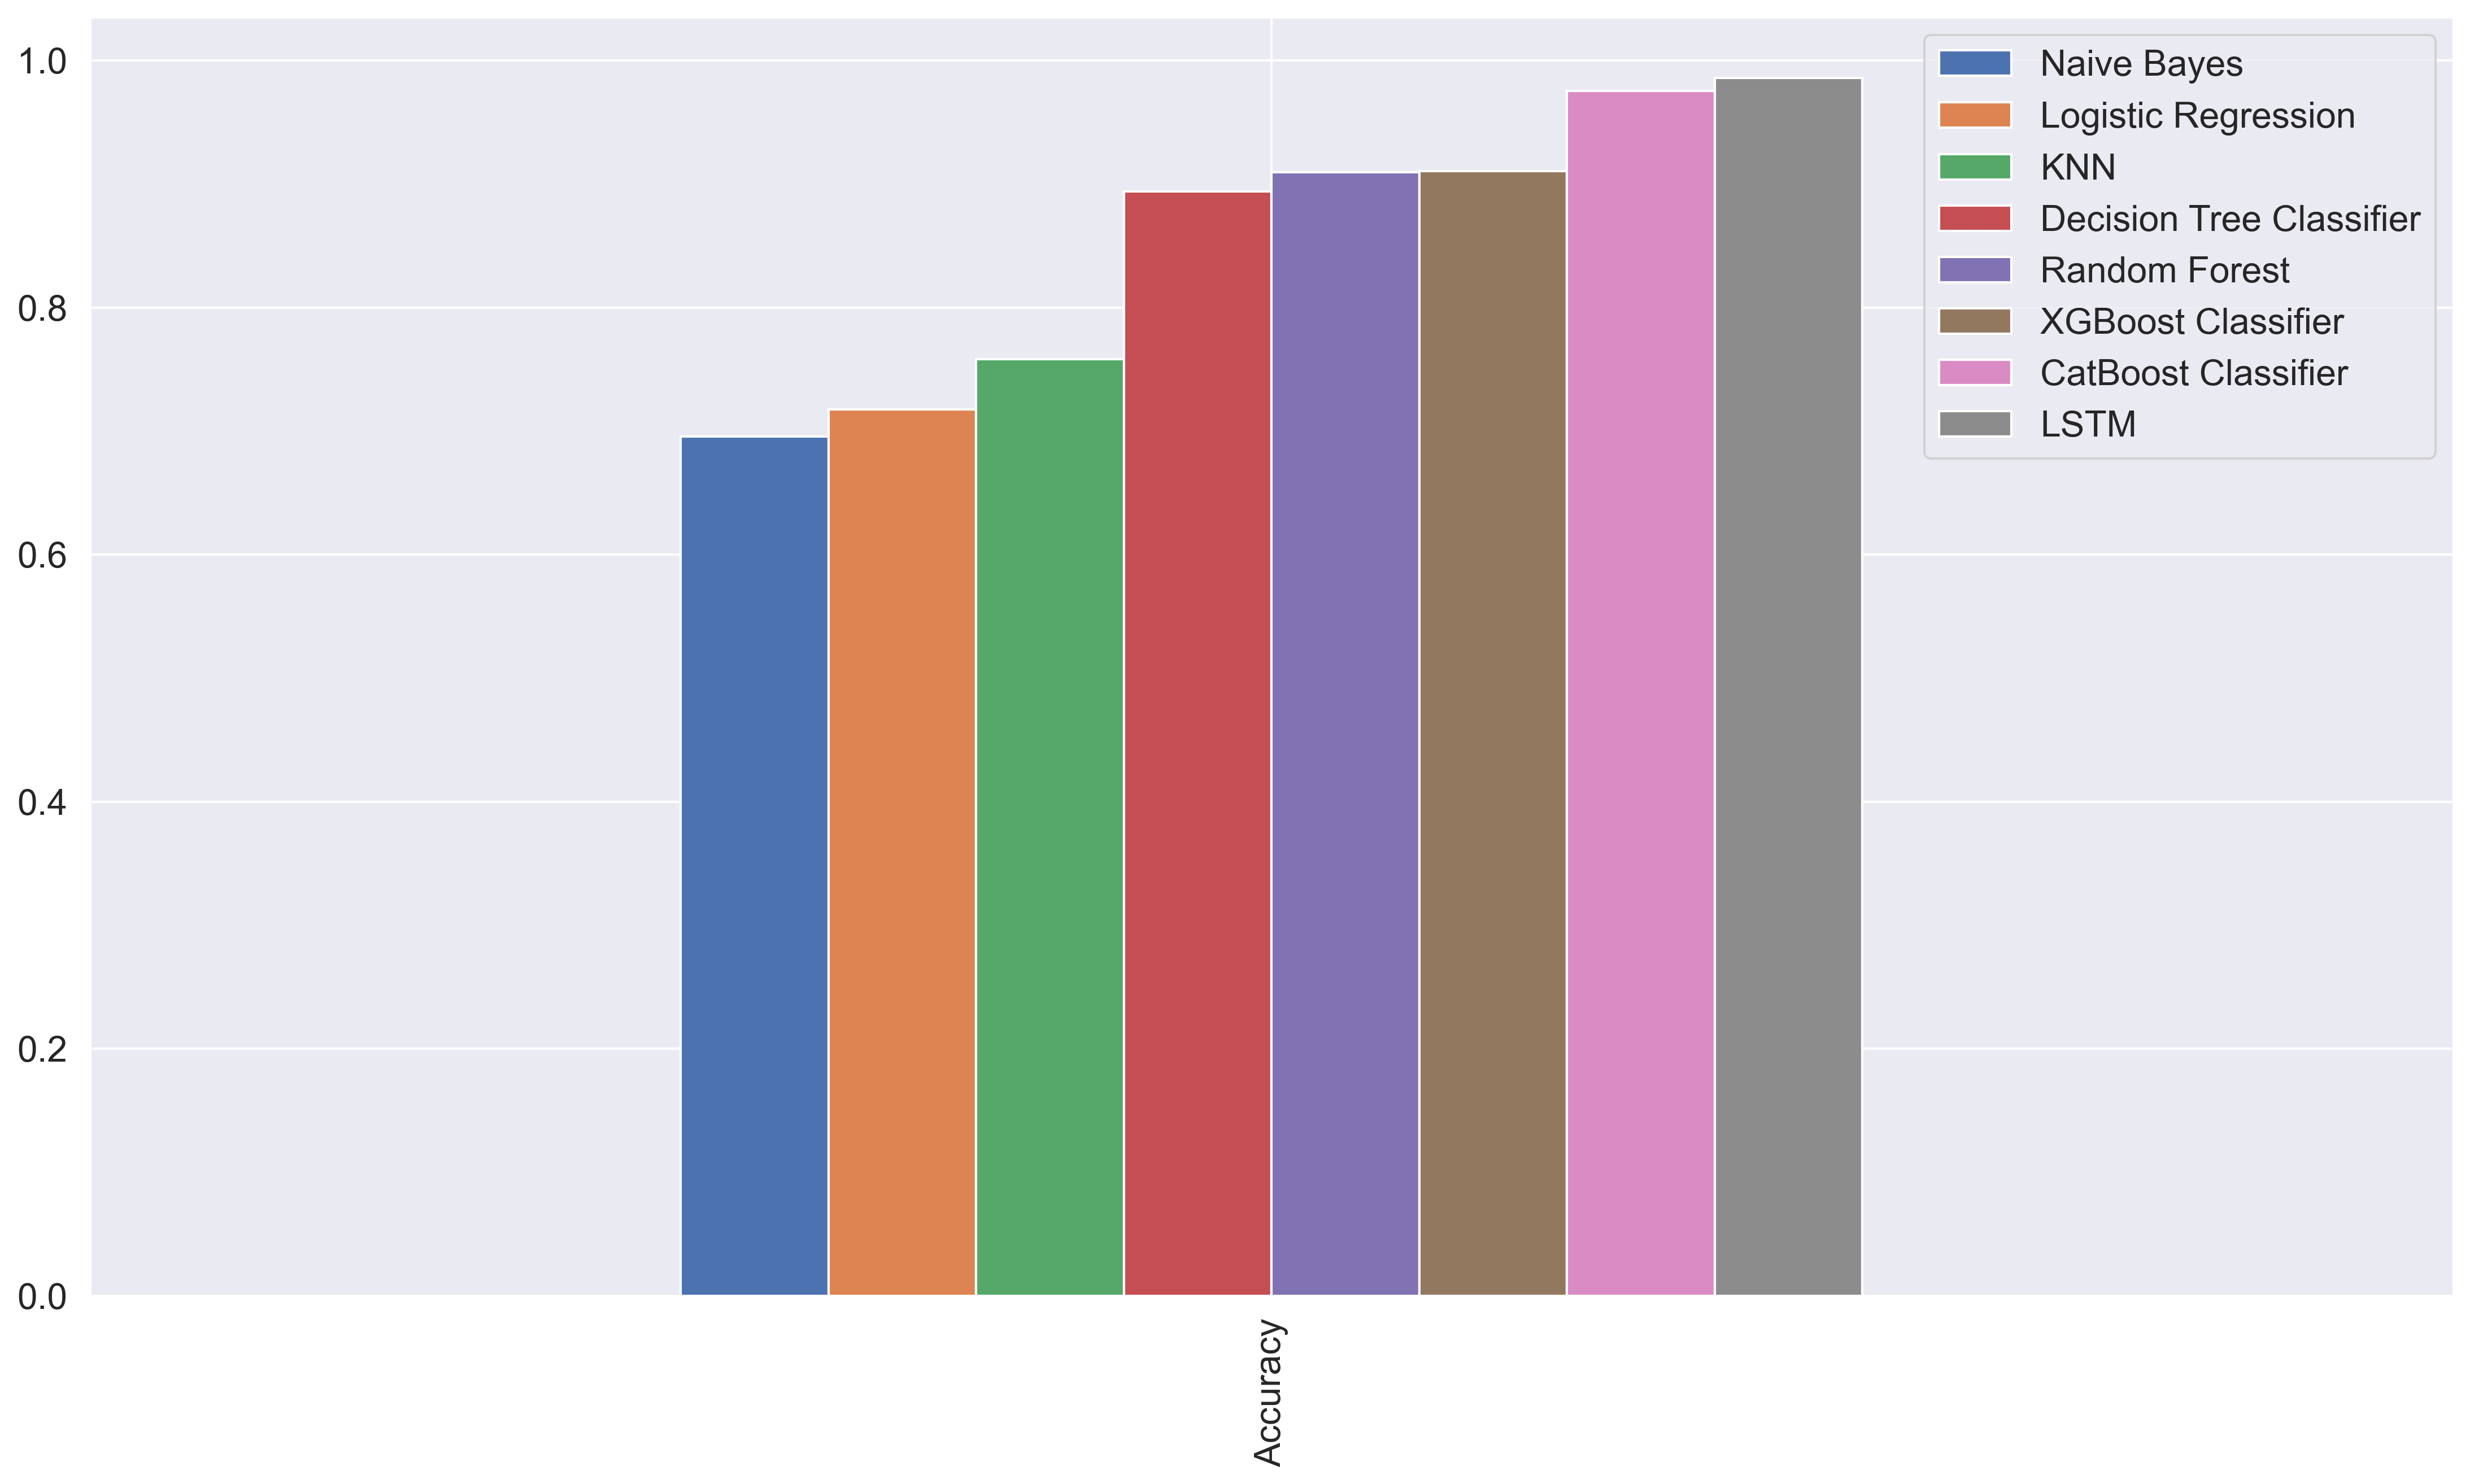 1.0
0.8
0.6
0.4
0.2
0.0
Accuracy
Naive Bayes
Logistic Regression
KNN
Decision Tree Classifier
Random Forest
XGBoost Classifier
CatBoost Classifier
LSTM